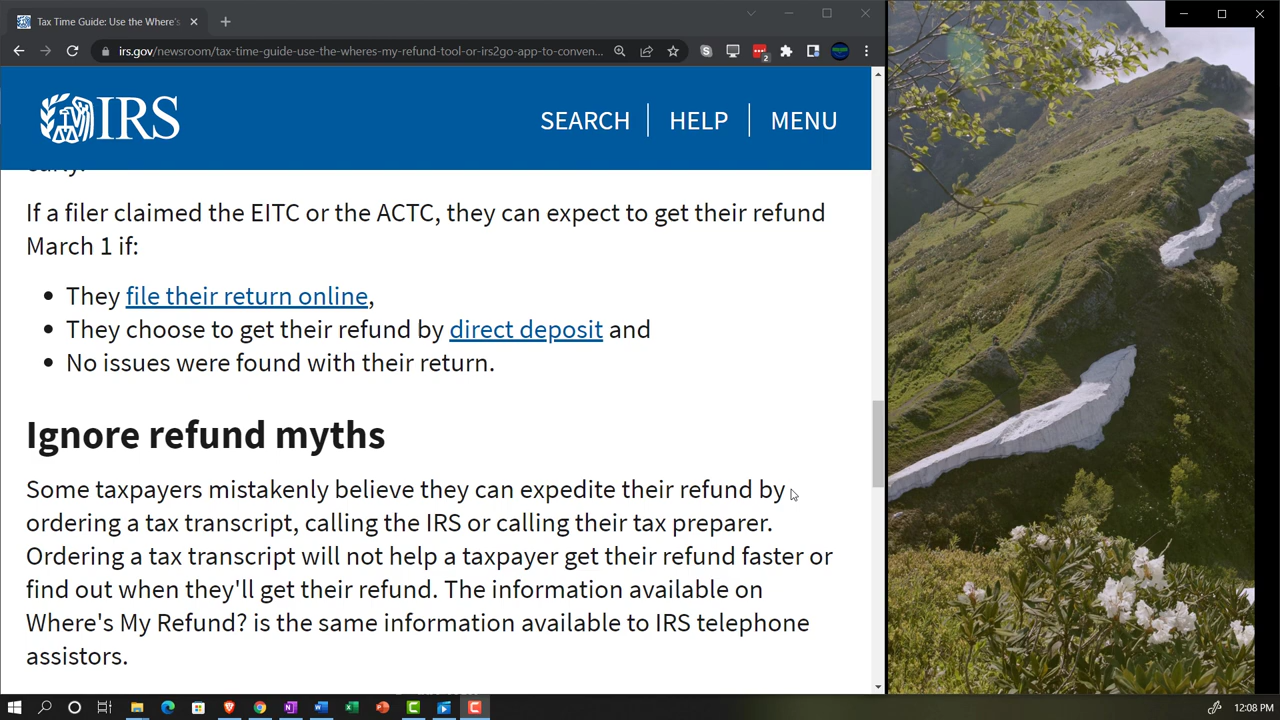 Tax Time Guide: Use the Where's
irs.gov/newsroom/tax-time-guide-use-the-wheres-my-refund-tool-or-irs2go-app-to-conven...
2
IRS
SEARCH
HELP
MENU
early.
If a filer claimed the EITC or the ACTC, they can expect to get their refund
March 1 if:
• They file their return online,
• They choose to get their refund by direct deposit and
• No issues were found with their return.
Ignore refund myths
Some taxpayers mistakenly believe they can expedite their refund by
ordering a tax transcript, calling the IRS or calling their tax preparer.
Ordering a tax transcript will not help a taxpayer get their refund faster or
find out when they'll get their refund. The information available on
Where's My Refund? is the same information available to IRS telephone
assistors.
12:08 PM